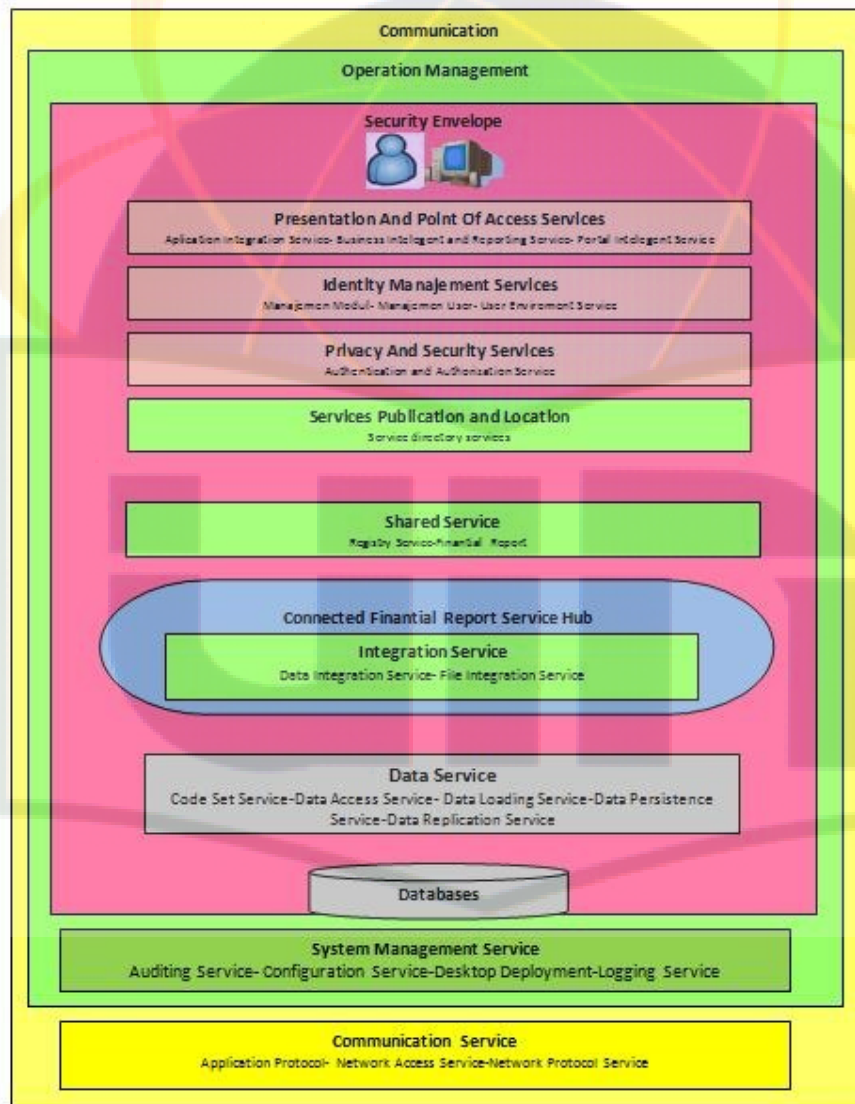 Communication
Operation Management
Security Envelope
Presentation And Point Of Access Services
Aplication Integration Service- Business Intelegent and Reporting Service- Portal Intelegent Service
Identity Manajement Services
Manajemen Modul- Manajemen User- User Enviroment Service
Privacy And Security Services
Authentication and Authorisation Service
Services Publication and Location
Service directory services
Shared Service
Registry Service-Finantial Report
Connected Finantial Report Service Hub
Integration Service
Data Integration Service- File Integration Service
Data Service
Code Set Service-Data Access Service- Data Loading Service-Data Persistence
Service-Data Replication Service
Databases
System Management Service
Auditing Service- Configuration Service-Desktop Deployment-Logging Service
Communication Service
Application Protocol- Network Access Service-Network Protocol Service